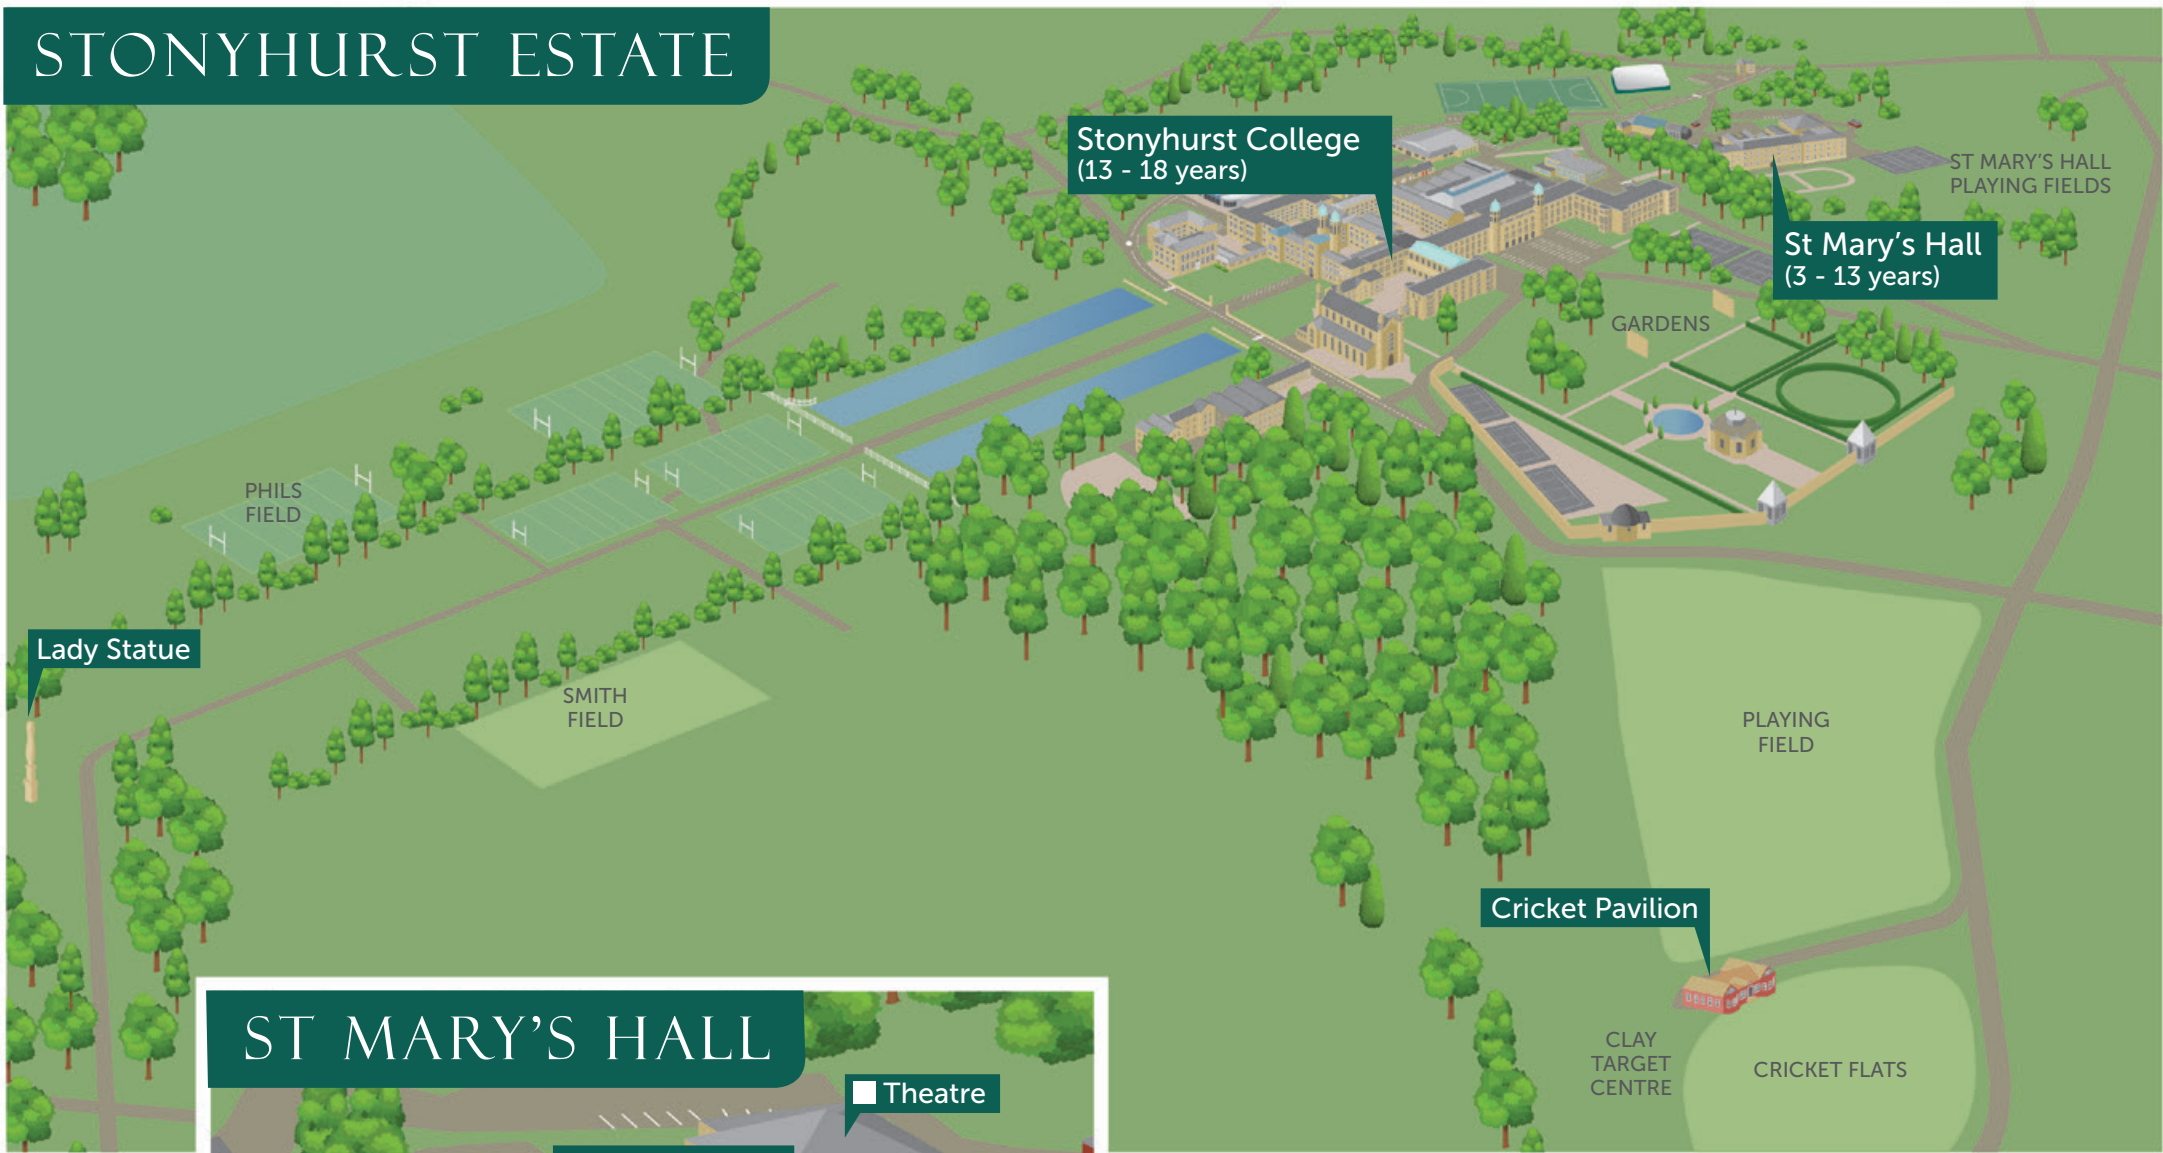 STONYHURST ESTATE
Stonyhurst College
(13 - 18 years)
ST MARY'S HALL
PLAYING FIELDS
St Mary's Hall
(3 - 13 years)
GARDENS
PHILS
FIELD
Lady Statue
SMITH
FIELD
PLAYING
FIELD
Cricket Pavilion
CLAY
TARGET
CENTRE
CRICKET FLATS
ST MARY'S HALL
Theatre